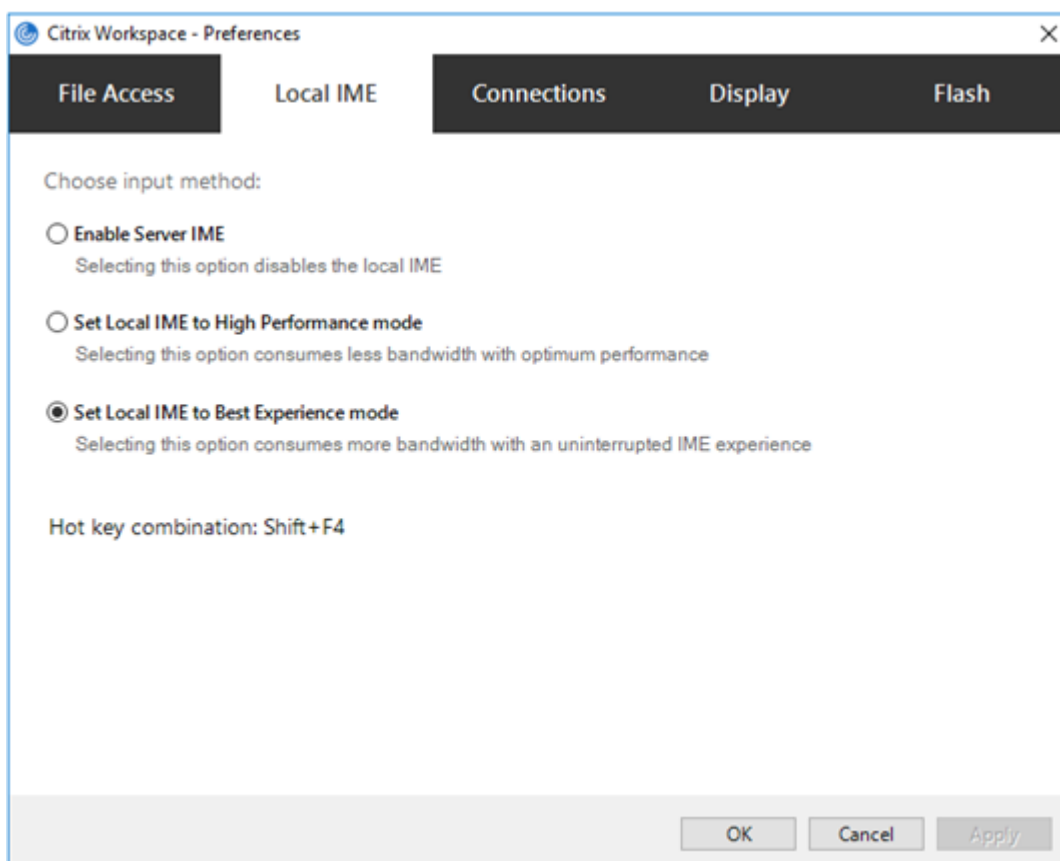 Citrix Workspace - Preferences
File Access Local IME Connections Display Flash
Choose input method:
Enable Server IME
Selecting this option disables the local IME
Set Local IME to High Performance mode
Selecting this option consumes less bandwidth with optimum performance
Set Local IME to Best Experience mode
Selecting this option consumes more bandwidth with an uninterrupted IME experience
Hot key combination: Shift+F4
OK Cancel Apply